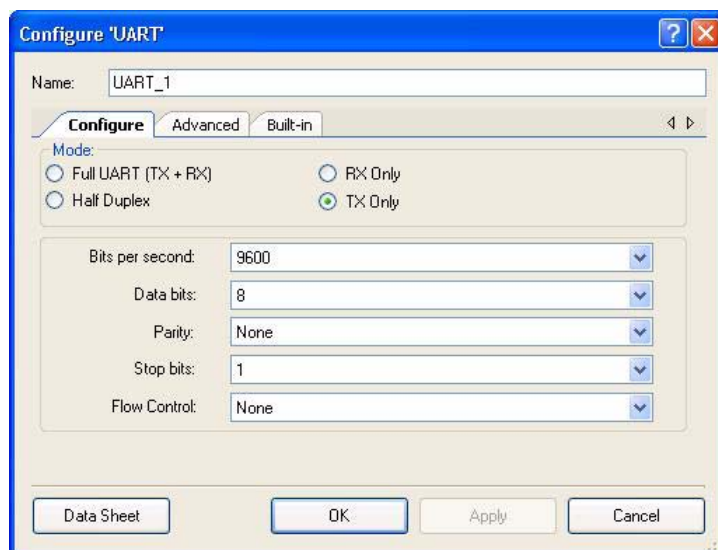 Configure 'UART'
Name: UART_1
Configure Advanced Built-in
Mode:
Full UART (TX + RX) RX Only
Half Duplex TX Only
Bits per second: 9600
Data bits: 8
Parity: None
Stop bits: 1
Flow Control: None
Data Sheet OK Apply Cancel